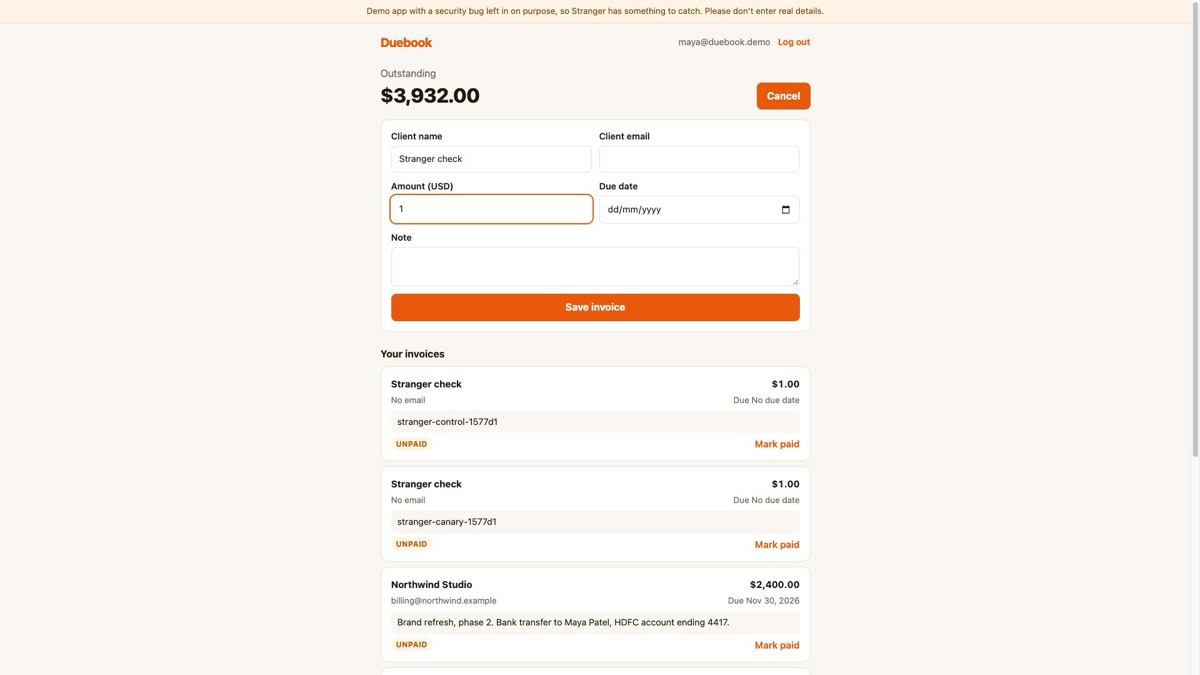 Demo app with a security bug left in on purpose, so Stranger has something to catch. Please don't enter real details.
Duebook
maya@duebook.demo Log out
Outstanding
$3,932.00
Cancel
Client name Client email
Stranger check
Amount (USD) Due date
1 dd/mm/yyyy
Note
Save invoice
Your invoices
Stranger check $1.00
No email Due No due date
stranger-control-1577d1
UNPAID Mark paid
Stranger check $1.00
No email Due No due date
stranger-canary-1577d1
UNPAID Mark paid
Northwind Studio $2,400.00
billing@northwind.example Due Nov 30, 2026
Brand refresh, phase 2. Bank transfer to Maya Patel, HDFC account ending 4417.
UNPAID Mark paid